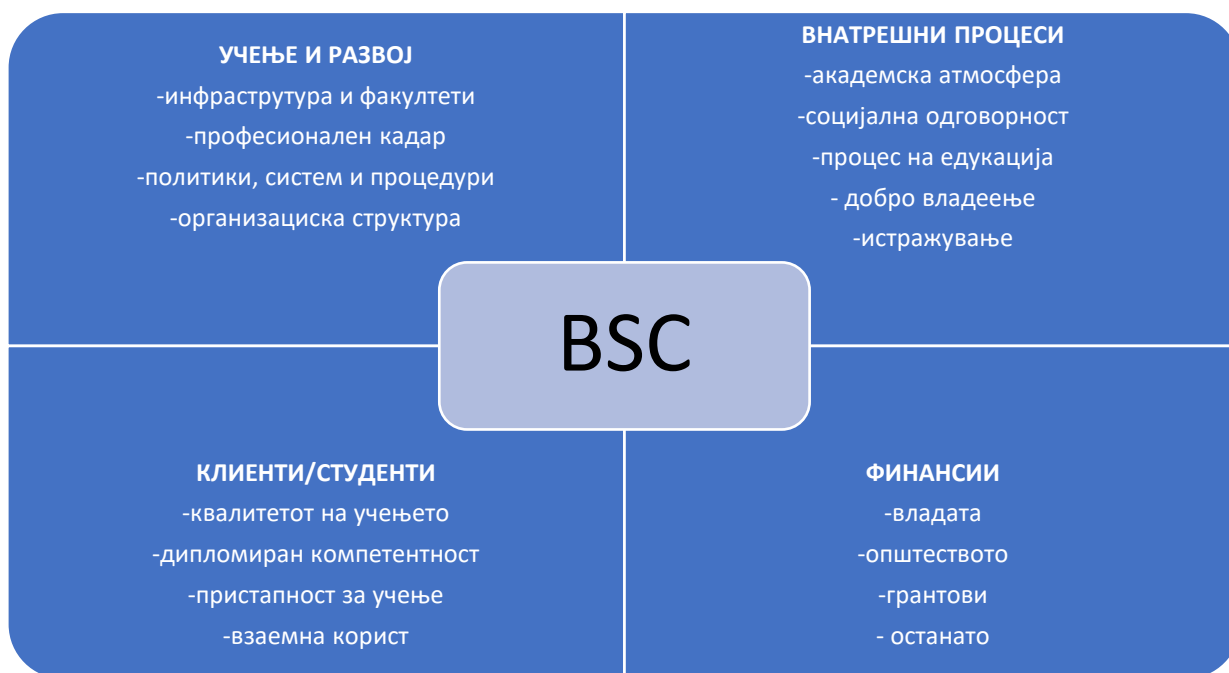 УЧЕЊЕ И РАЗВОЈ
-инфраструтура и факултети
-професионален кадар
-политики, систем и процедури
-организациска структура
ВНАТРЕШНИ ПРОЦЕСИ
-академска атмосфера
-социјална одговорност
-процес на едукација
- добро владеење
-истражување
BSC
КЛИЕНТИ/СТУДЕНТИ
-квалитетот на учењето
-дипломиран компетентност
-пристапност за учење
-взаемна корист
ФИНАНСИИ
-владата
-општеството
-грантови
- останато